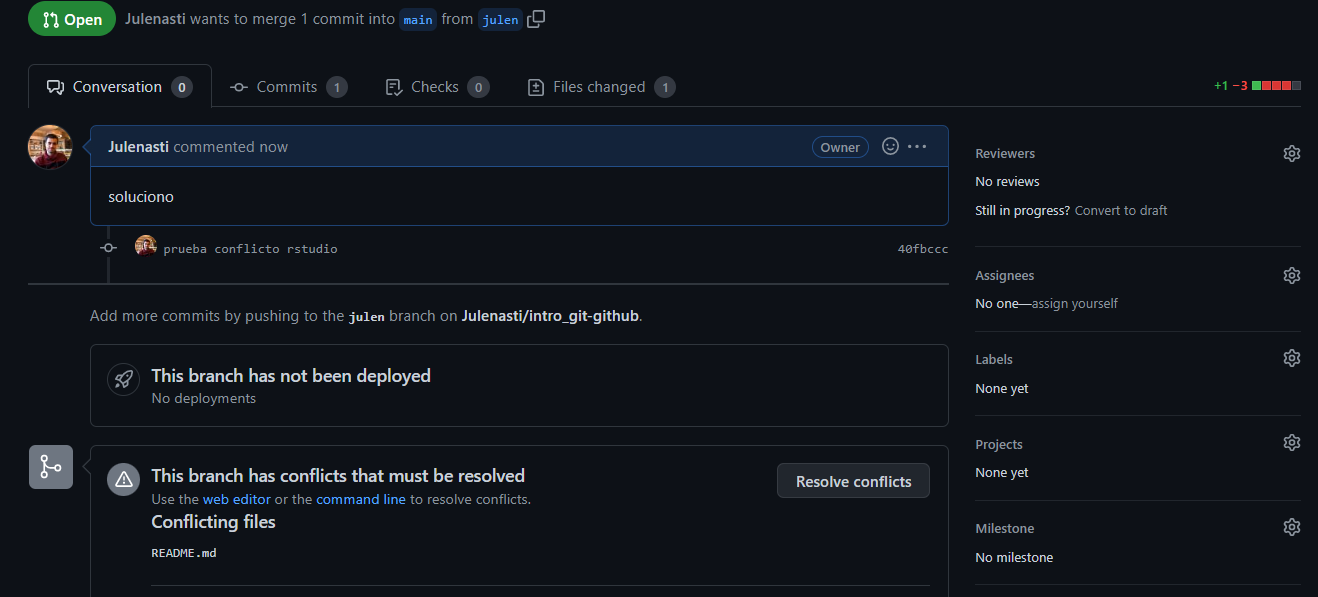 Open Julenasti wants to merge 1 commit into main from julen
Conversation 0 Commits 1 Checks 0 Files changed 1 +1 −3
Julenasti commented now Owner
soluciono
prueba conflicto rstudio 40fbccc
Add more commits by pushing to the julen branch on Julenasti/intro_git-github.
This branch has not been deployed
No deployments
This branch has conflicts that must be resolved
Use the web editor or the command line to resolve conflicts.
Resolve conflicts
Conflicting files
README.md
Reviewers
No reviews
Still in progress? Convert to draft
Assignees
No one—assign yourself
Labels
None yet
Projects
None yet
Milestone
No milestone